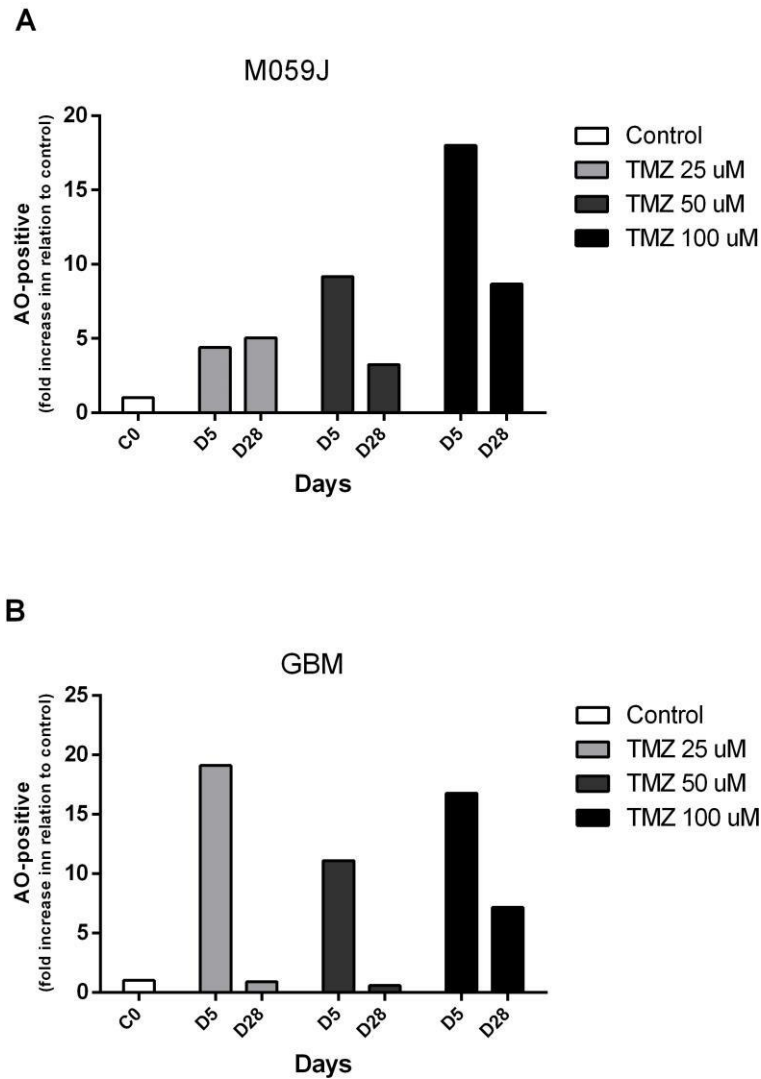 A
M059J
AO-positive
(fold increase inn relation to control)
20
15
10
5
0
C0
D5
D28
D5
D28
D5
D28
Days
Control
TMZ 25 uM
TMZ 50 uM
TMZ 100 uM
B
GBM
AO-positive
(fold increase inn relation to control)
25
20
15
10
5
0
C0
D5
D28
D5
D28
D5
D28
Days
Control
TMZ 25 uM
TMZ 50 uM
TMZ 100 uM